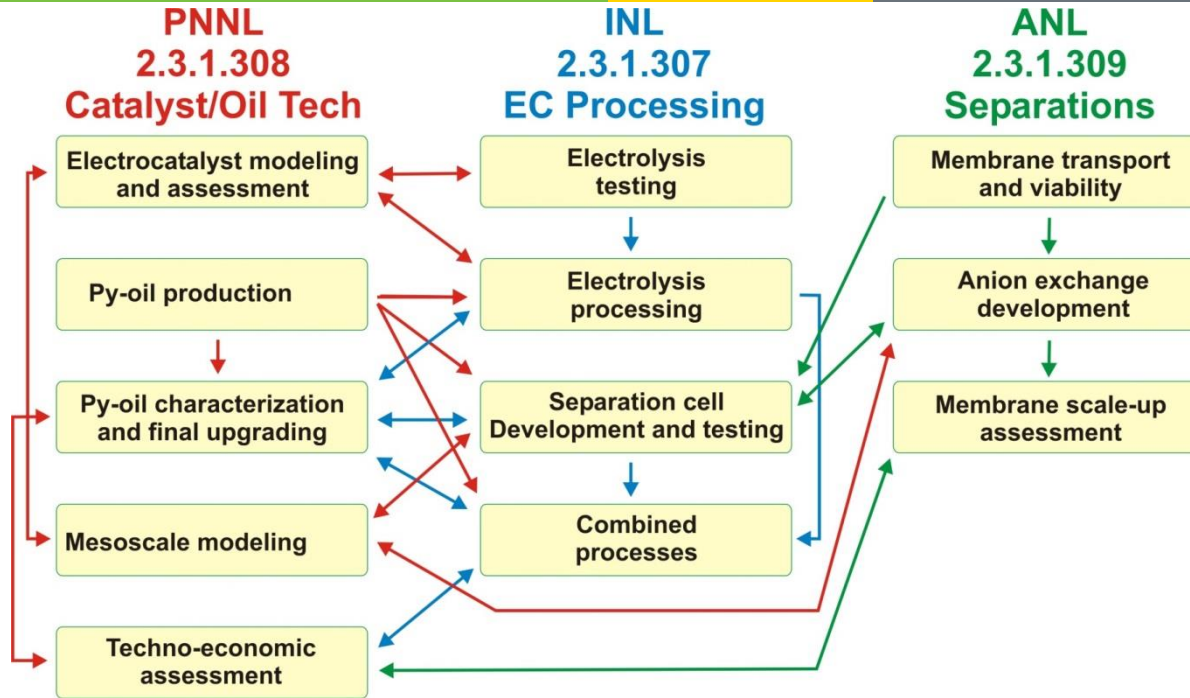 PNNL
2.3.1.308
Catalyst/Oil Tech
Electrocatalyst modeling
and assessment
Py-oil production
Py-oil characterization
and final upgrading
Mesoscale modeling
Techno-economic
assessment
INL
2.3.1.307
EC Processing
Electrolysis
testing
Electrolysis
processing
Separation cell
Development and testing
Combined
processes
ANL
2.3.1.309
Separations
Membrane transport
and viability
Anion exchange
development
Membrane scale-up
assessment